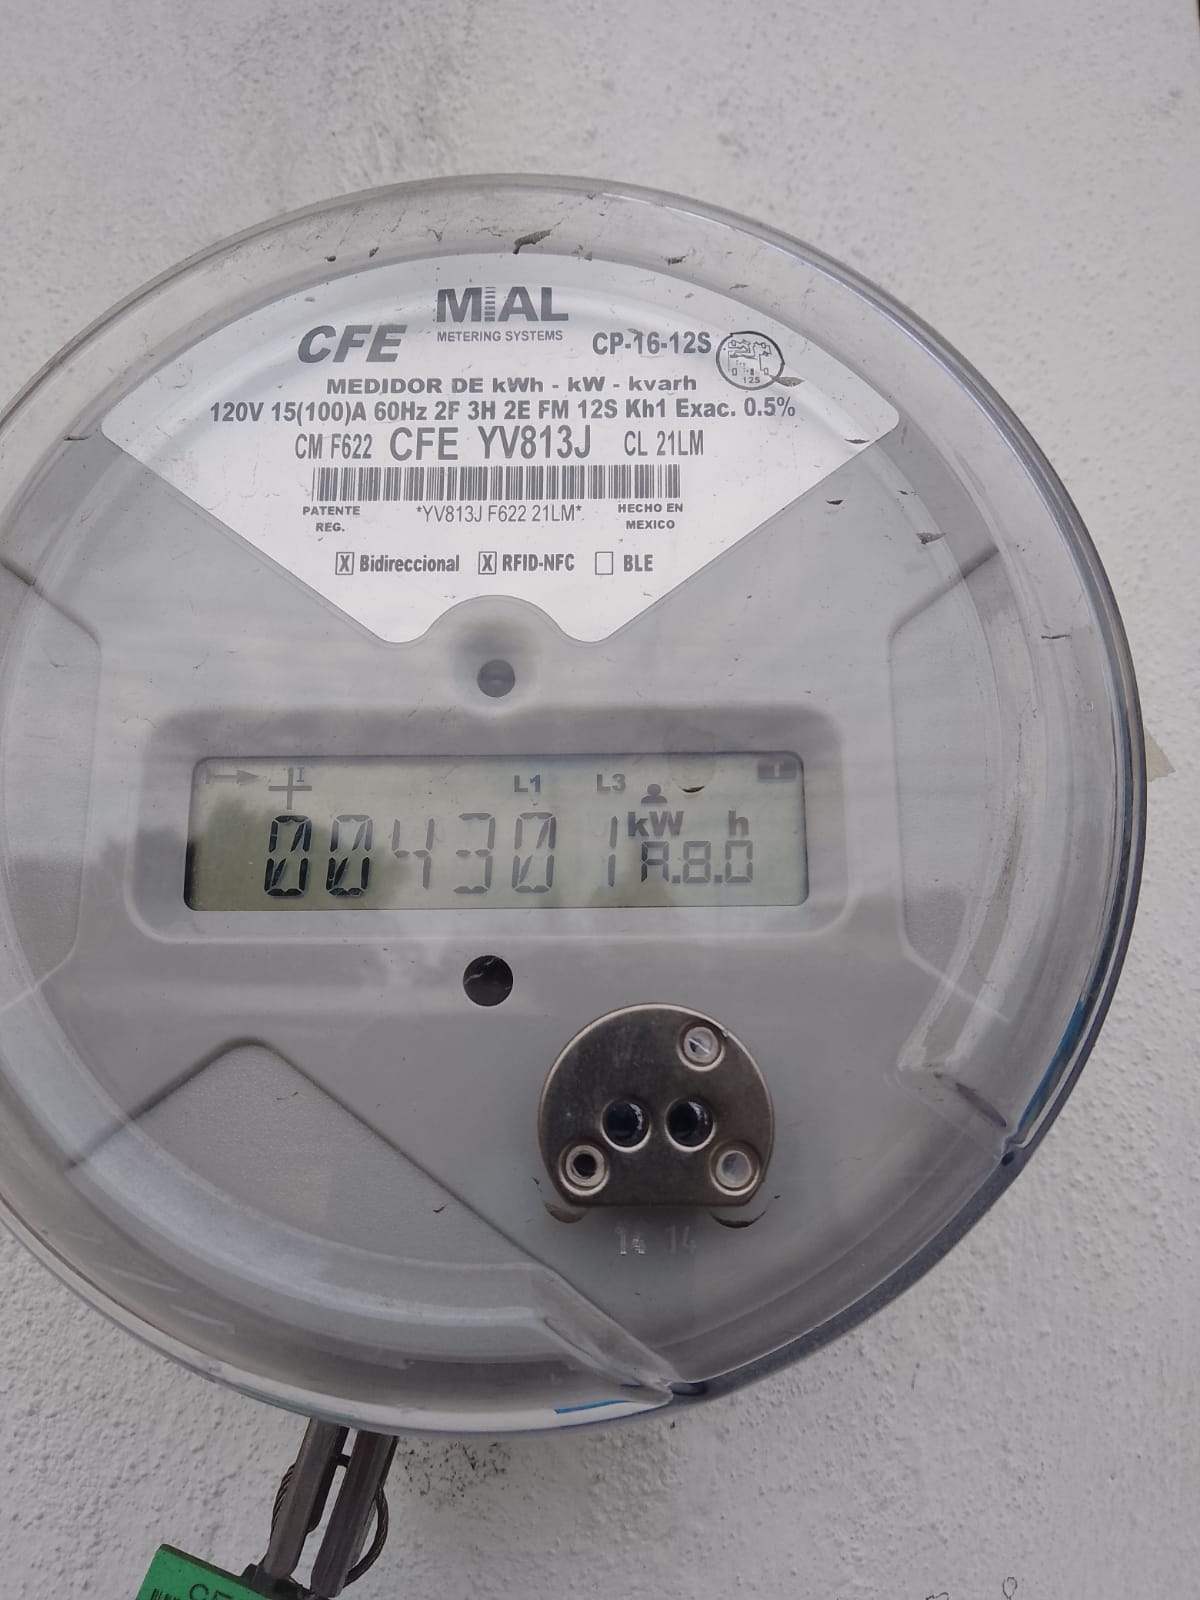 MIAL
METERING SYSTEMS
CFE
CP-16-12S
12S
MEDIDOR DE kWh - kW - kvarh
120V 15(100)A 60Hz 2F 3H 2E FM 12S Kh1 Exac. 0.5%
CM F622 CFE YV813J CL 21LM
PATENTE REG.
*YV813J F622 21LM*
HECHO EN MEXICO
X Bidireccional X RFID-NFC BLE
I L1 L3
004301 kW h
A.8.0
14